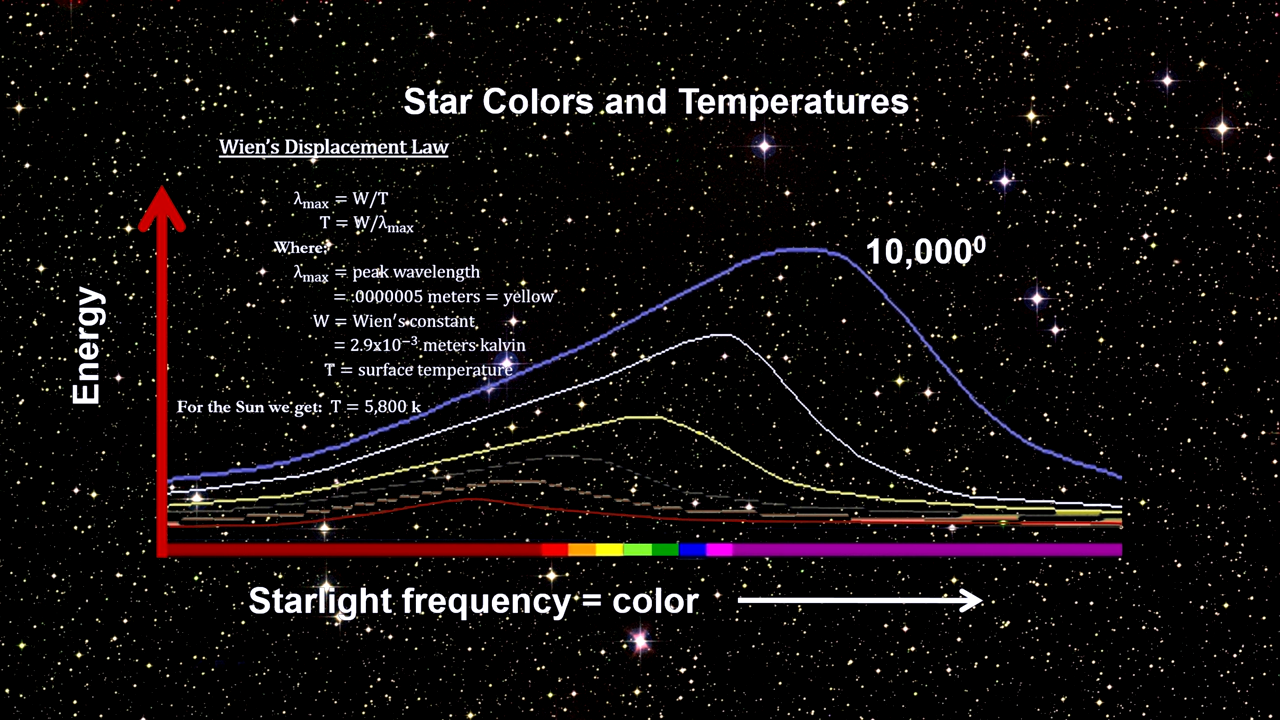 Star Colors and Temperatures
Wien's Displacement Law
λmax = W/T
T = W/λmax
Where:
λmax = peak wavelength
= .0000005 meters = yellow
W = Wien's constant
= 2.9x10⁻³ meters kalvin
T = surface temperature
For the Sun we get: T = 5,800 k
10,000⁰
Energy
Starlight frequency = color